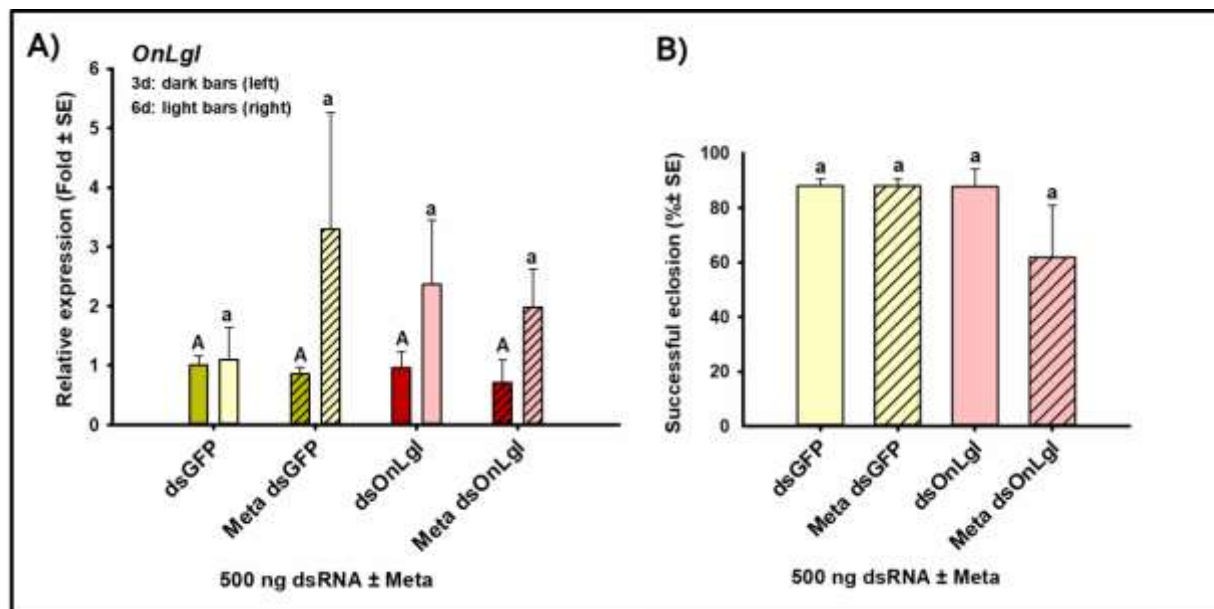 A)
OnLgl
3d: dark bars (left)
6d: light bars (right)
Relative expression (Fold ± SE)
6
5
4
3
2
1
0
A
a
A
a
A
a
A
a
dsGFP
Meta dsGFP
dsOnLgl
Meta dsOnLgl
500 ng dsRNA ± Meta
B)
Successful eclosion (%± SE)
100
80
60
40
20
0
a
a
a
a
dsGFP
Meta dsGFP
dsOnLgl
Meta dsOnLgl
500 ng dsRNA ± Meta